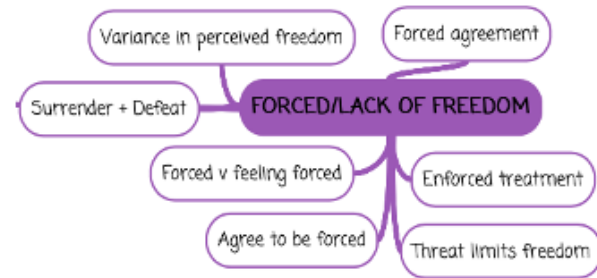 Variance in perceived freedom
Forced agreement
Surrender + Defeat
FORCED/LACK OF FREEDOM
Forced v feeling forced
Enforced treatment
Agree to be forced
Threat limits freedom